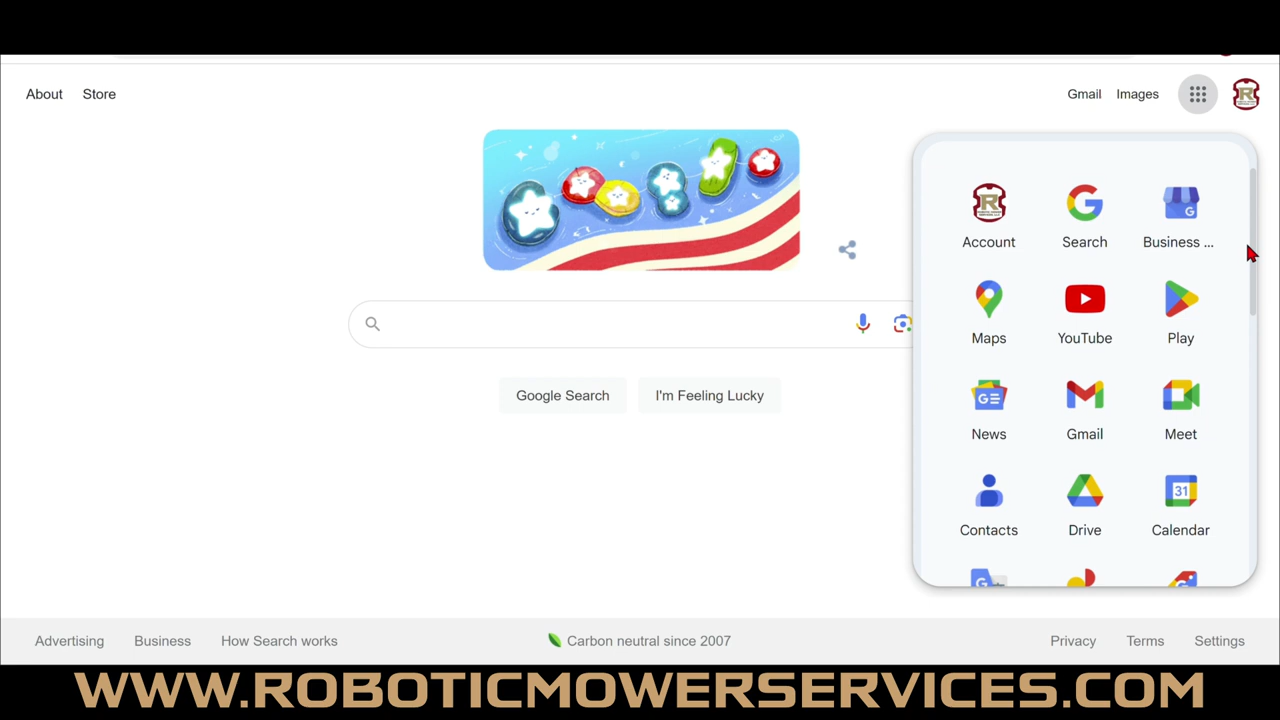 About Store
Gmail Images
R
Account Search Business ...
Maps YouTube Play
News Gmail Meet
31
Contacts Drive Calendar
Google Search I'm Feeling Lucky
Advertising Business How Search works
Carbon neutral since 2007
Privacy Terms Settings
WWW.ROBOTICMOWERSERVICES.COM